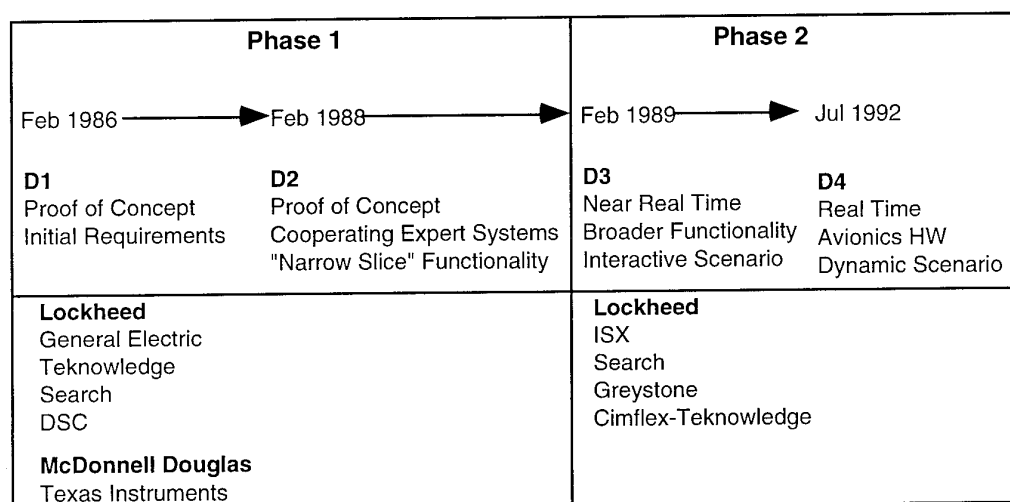 Phase 1
Phase 2
Feb 1986
Feb 1988
Feb 1989
Jul 1992
D1
Proof of Concept
Initial Requirements
D2
Proof of Concept
Cooperating Expert Systems
"Narrow Slice" Functionality
D3
Near Real Time
Broader Functionality
Interactive Scenario
D4
Real Time
Avionics HW
Dynamic Scenario
Lockheed
General Electric
Teknowledge
Search
DSC
McDonnell Douglas
Texas Instruments
Lockheed
ISX
Search
Greystone
Cimflex-Teknowledge